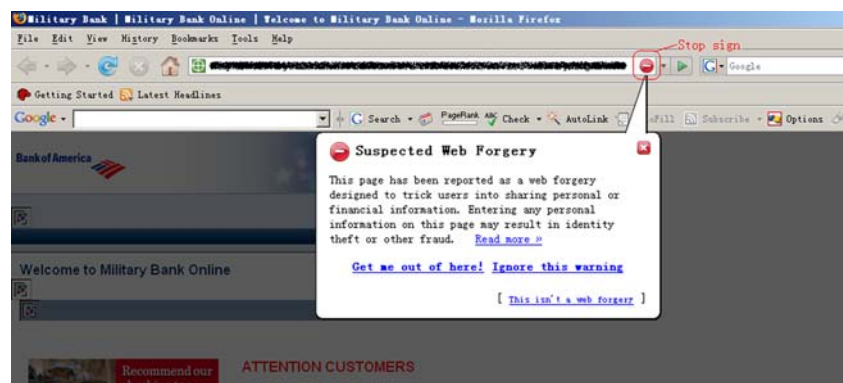 Military Bank | Military Bank Online | Welcome to Military Bank Online - Mozilla Firefox
File Edit View History Bookmarks Tools Help
Stop sign
G Google
Getting Started Latest Headlines
Google G Search PageRank ABC Check AutoLink Fill Subscribe Options
Bank of America
Suspected Web Forgery
This page has been reported as a web forgery
designed to trick users into sharing personal or
financial information. Entering any personal
information on this page may result in identity
theft or other fraud. Read more »
Get me out of here! Ignore this warning
[ This isn't a web forgery ]
Welcome to Military Bank Online
Recommend our
ATTENTION CUSTOMERS